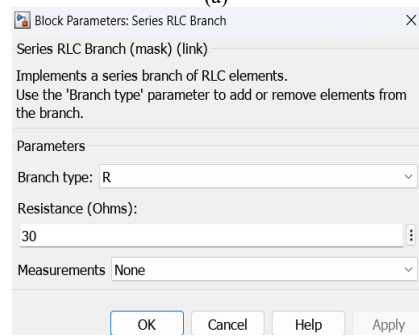 (a)
Block Parameters: Series RLC Branch
Series RLC Branch (mask) (link)
Implements a series branch of RLC elements.
Use the 'Branch type' parameter to add or remove elements from
the branch.
Parameters
Branch type: R
Resistance (Ohms):
30
Measurements None
OK Cancel Help Apply